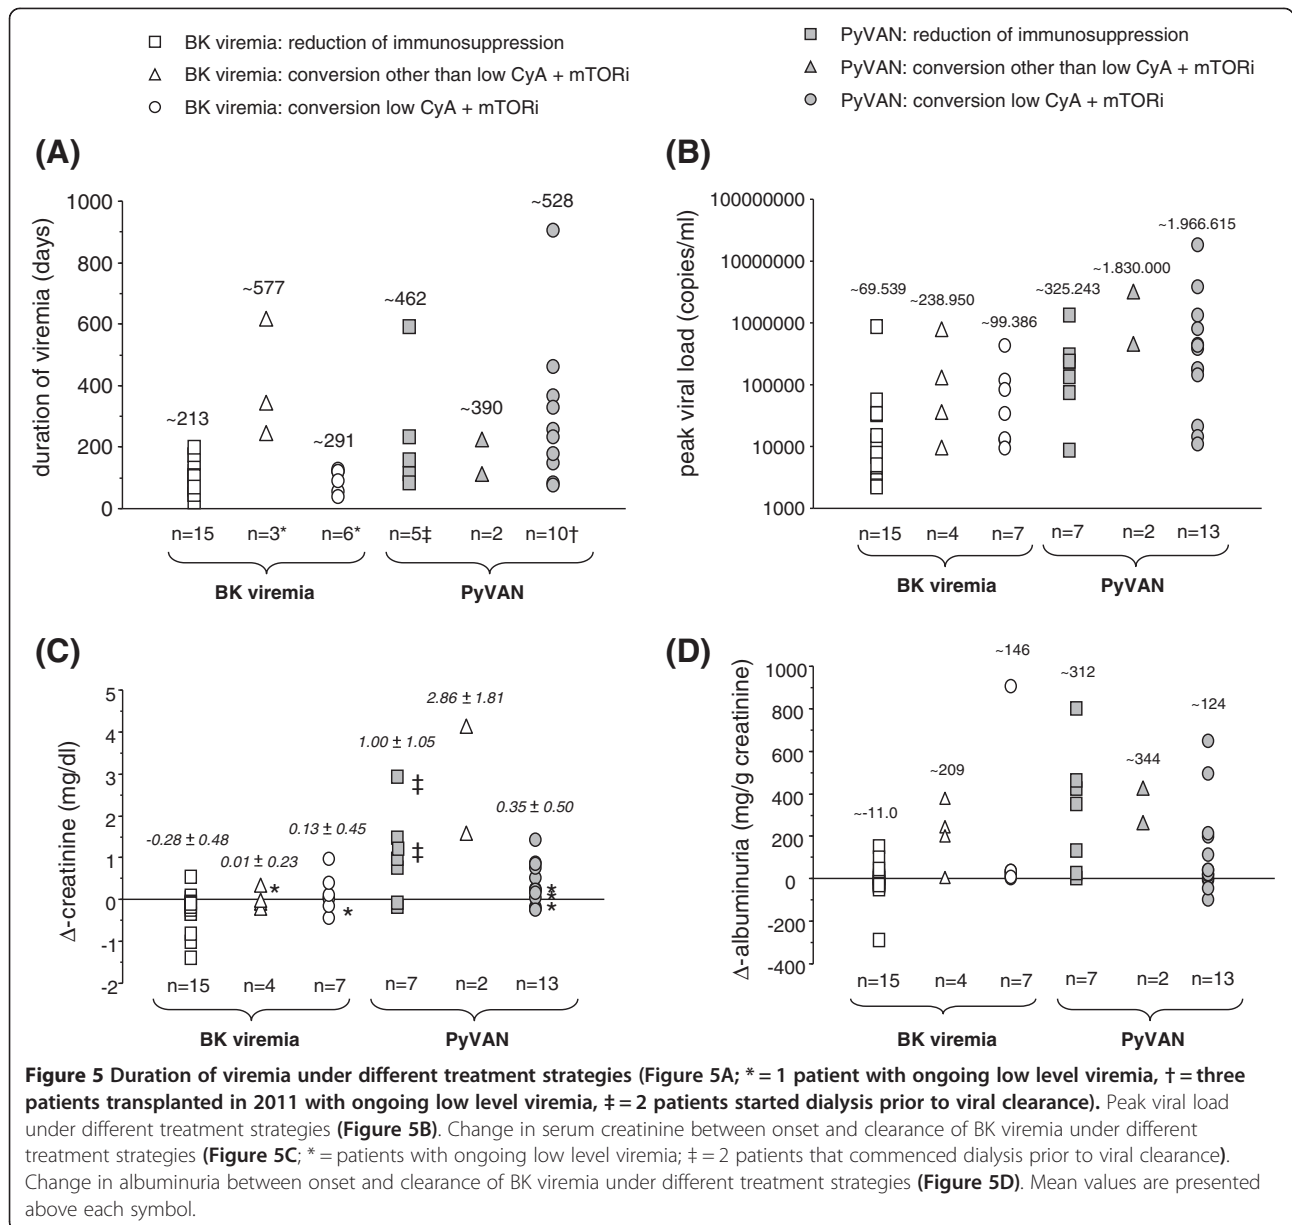 BK viremia: reduction of immunosuppression
BK viremia: conversion other than low CyA + mTORi
BK viremia: conversion low CyA + mTORi
PyVAN: reduction of immunosuppression
PyVAN: conversion other than low CyA + mTORi
PyVAN: conversion low CyA + mTORi
(A)
duration of viremia (days)
1000
800
600
400
200
0
~213
~577
~291
~462
~390
~528
n=15 n=3* n=6* n=5‡ n=2 n=10†
BK viremia PyVAN
(B)
peak viral load (copies/ml)
100000000
10000000
1000000
100000
10000
1000
~69.539
~238.950
~99.386
~325.243
~1.830.000
~1.966.615
n=15 n=4 n=7 n=7 n=2 n=13
BK viremia PyVAN
(C)
Δ-creatinine (mg/dl)
5
4
3
2
1
0
-1
-2
-0.28 ± 0.48
0.01 ± 0.23
0.13 ± 0.45
1.00 ± 1.05
2.86 ± 1.81
0.35 ± 0.50
*
*
‡
‡
*
*
*
n=15 n=4 n=7 n=7 n=2 n=13
BK viremia PyVAN
(D)
Δ-albuminuria (mg/g creatinine)
1000
800
600
400
200
0
-200
-400
~-11.0
~209
~146
~312
~344
~124
n=15 n=4 n=7 n=7 n=2 n=13
BK viremia PyVAN
Figure 5 Duration of viremia under different treatment strategies (Figure 5A; * = 1 patient with ongoing low level viremia, † = three
patients transplanted in 2011 with ongoing low level viremia, ‡ = 2 patients started dialysis prior to viral clearance). Peak viral load
under different treatment strategies (Figure 5B). Change in serum creatinine between onset and clearance of BK viremia under different
treatment strategies (Figure 5C; * = patients with ongoing low level viremia; ‡ = 2 patients that commenced dialysis prior to viral clearance).
Change in albuminuria between onset and clearance of BK viremia under different treatment strategies (Figure 5D). Mean values are presented
above each symbol.